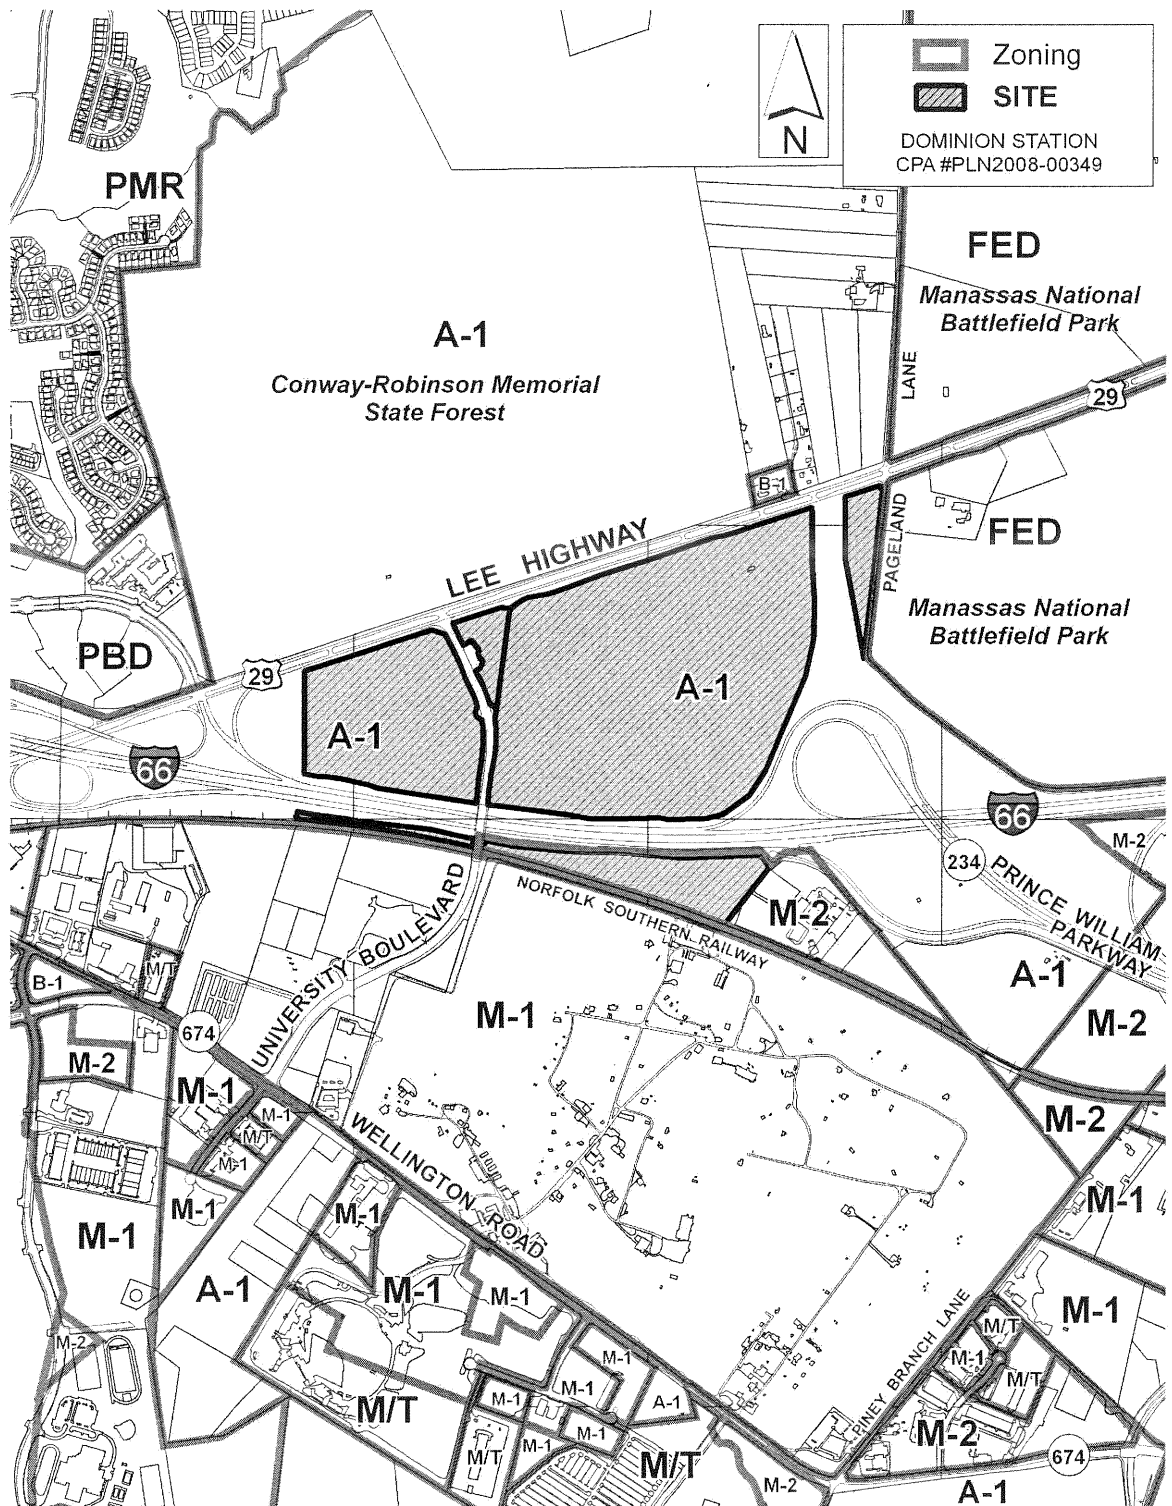 Zoning
SITE
DOMINION STATION
CPA #PLN2008-00349
N
PMR
FED
Manassas National
Battlefield Park
A-1
Conway-Robinson Memorial
State Forest
LANE
29
B-1
LEE HIGHWAY
PAGELAND
FED
Manassas National
Battlefield Park
PBD
29
A-1
A-1
66
66
M-2
234
PRINCE WILLIAM
PARKWAY
NORFOLK SOUTHERN RAILWAY
M-2
UNIVERSITY BOULEVARD
A-1
M/T
B-1
M-1
M-2
674
M-2
M-1
M-1
M/T
M-1
M-2
WELLINGTON ROAD
M-1
M-1
M-1
M-1
A-1
M-1
M-1
M-1
M-2
PINEY BRANCH LANE
M/T
M-1
M-1
M/T
M-1
M/T
M-1
A-1
M-1
M-1
M-2
M/T
M/T
M-2
674
A-1